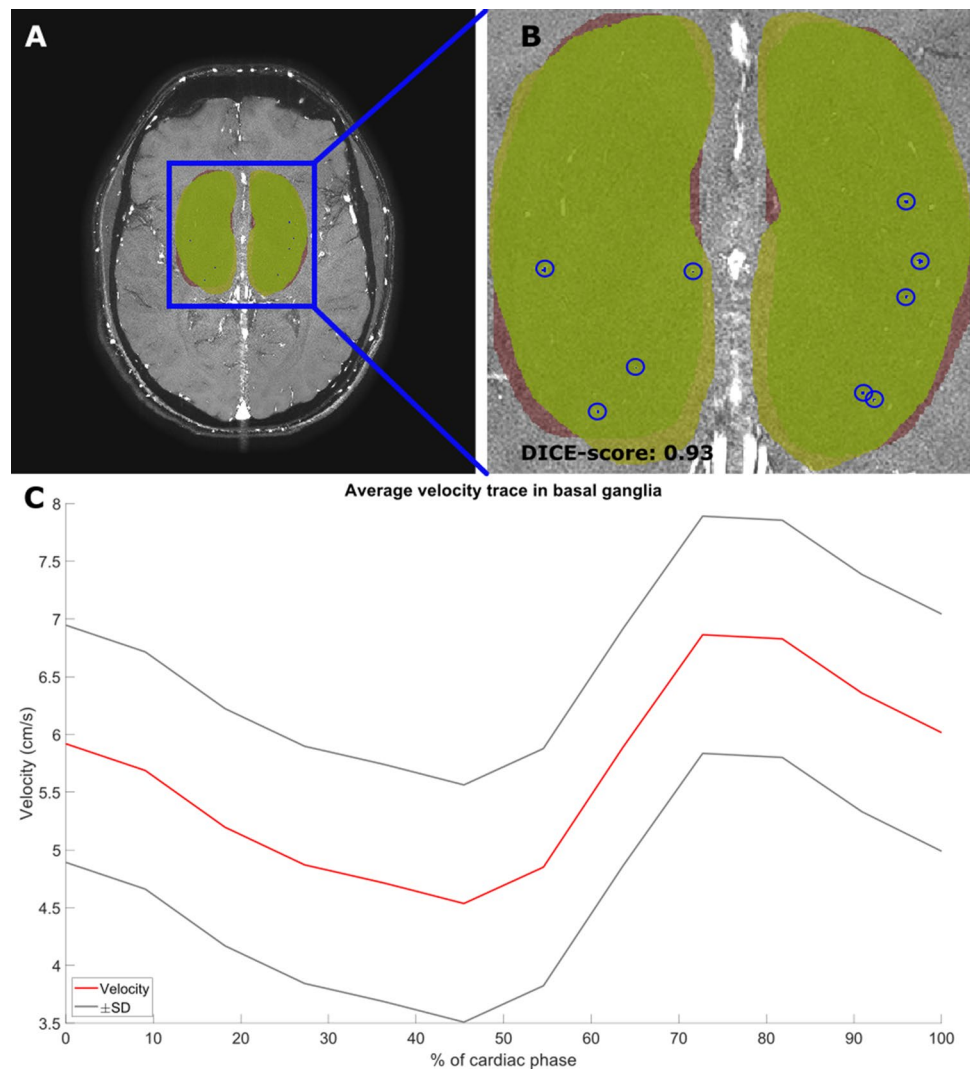 A
B
DICE-score: 0.93
C
Average velocity trace in basal ganglia
8
7.5
7
6.5
6
5.5
5
4.5
4
3.5
Velocity (cm/s)
Velocity
±SD
0 10 20 30 40 50 60 70 80 90 100
% of cardiac phase